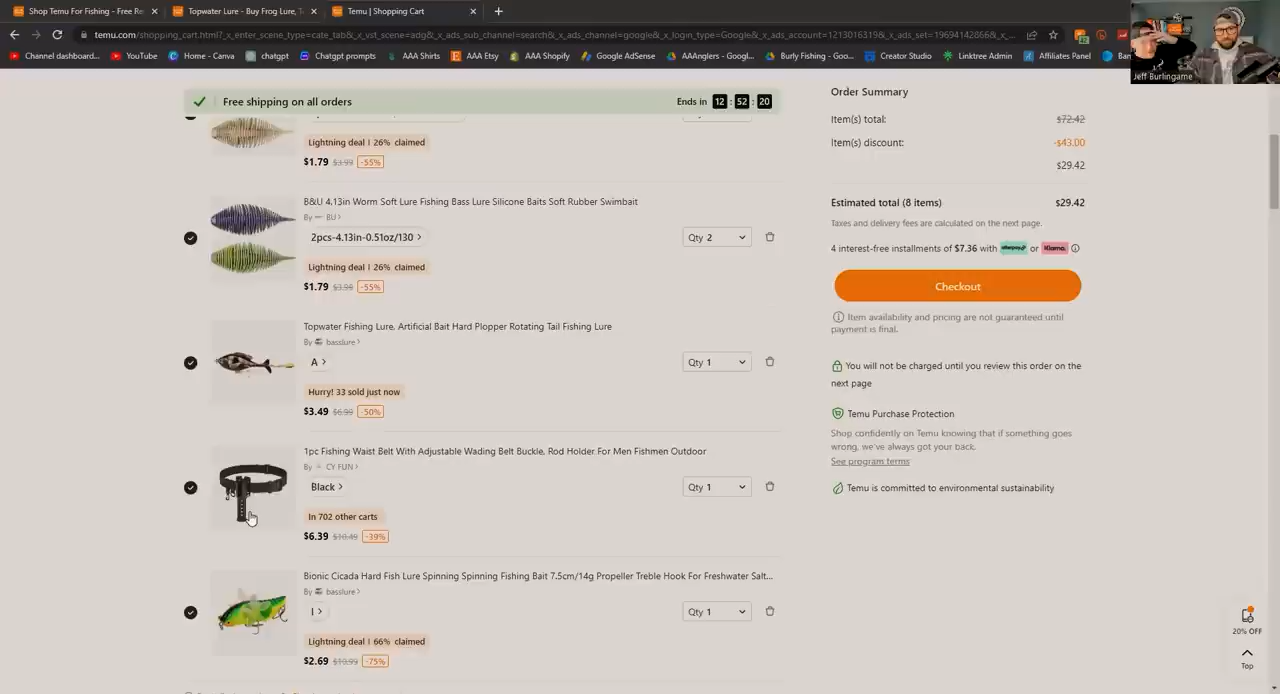 Shop Temu For Fishing - Free Re
Topwater Lure - Buy Frog Lure, T
Temu | Shopping Cart
temu.com/shopping_cart.html?_x_enter_scene_type=cate_tab&_x_vst_scene=adg&_x_ads_sub_channel=search&_x_ads_channel=google&_x_login_type=Google&_x_ads_account=1213016319&_x_ads_set=19694142866&_x_...
Channel dashboard...
YouTube
Home - Canva
chatgpt
Chatgpt prompts
AAA Shirts
AAA Etsy
AAA Shopify
Google AdSense
AAAnglers - Googl...
Burly Fishing - Goo...
Creator Studio
Linktree Admin
Affiliates Panel
Jeff Burlingame
Free shipping on all orders
Ends in 12 : 52 : 20
Lightning deal | 26% claimed
$1.79 $3.99 -55%
B&U 4.13in Worm Soft Lure Fishing Bass Lure Silicone Baits Soft Rubber Swimbait
By BU >
2pcs-4.13in-0.51oz/130 >
Qty 2
Lightning deal | 26% claimed
$1.79 $3.99 -55%
Topwater Fishing Lure, Artificial Bait Hard Plopper Rotating Tail Fishing Lure
By basslure >
A >
Qty 1
Hurry! 33 sold just now
$3.49 $6.99 -50%
1pc Fishing Waist Belt With Adjustable Wading Belt Buckle, Rod Holder For Men Fishmen Outdoor
By CY FUN >
Black >
Qty 1
In 702 other carts
$6.39 $10.49 -39%
Bionic Cicada Hard Fish Lure Spinning Spinning Fishing Bait 7.5cm/14g Propeller Treble Hook For Freshwater Salt...
By basslure >
I >
Qty 1
Lightning deal | 66% claimed
$2.69 $10.99 -75%
Order Summary
Item(s) total: $72.42
Item(s) discount: -$43.00
$29.42
Estimated total (8 items) $29.42
Taxes and delivery fees are calculated on the next page.
4 interest-free installments of $7.36 with afterpay or Klarna.
Checkout
Item availability and pricing are not guaranteed until
payment is final.
You will not be charged until you review this order on the
next page
Temu Purchase Protection
Shop confidently on Temu knowing that if something goes
wrong, we've always got your back.
See program terms
Temu is committed to environmental sustainability
20% OFF
Top